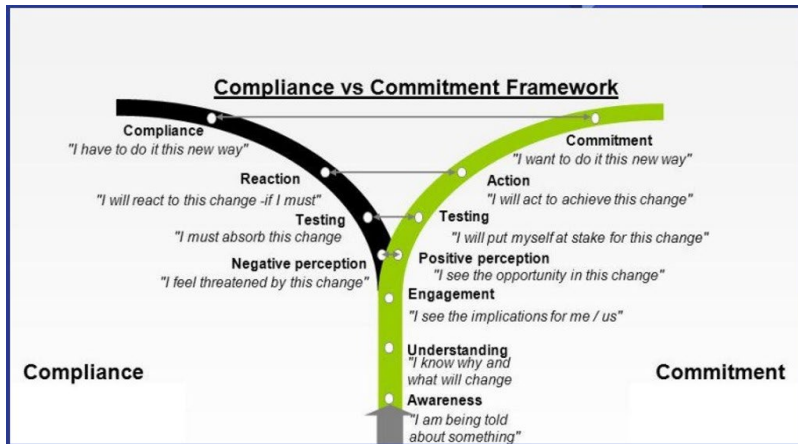 Compliance vs Commitment Framework
Compliance
"I have to do it this new way"
Reaction
"I will react to this change -if I must"
Testing
"I must absorb this change
Negative perception
"I feel threatened by this change"
Commitment
"I want to do it this new way"
Action
"I will act to achieve this change"
Testing
"I will put myself at stake for this change"
Positive perception
"I see the opportunity in this change"
Engagement
"I see the implications for me / us"
Understanding
"I know why and
what will change
Awareness
"I am being told
about something"
Compliance
Commitment